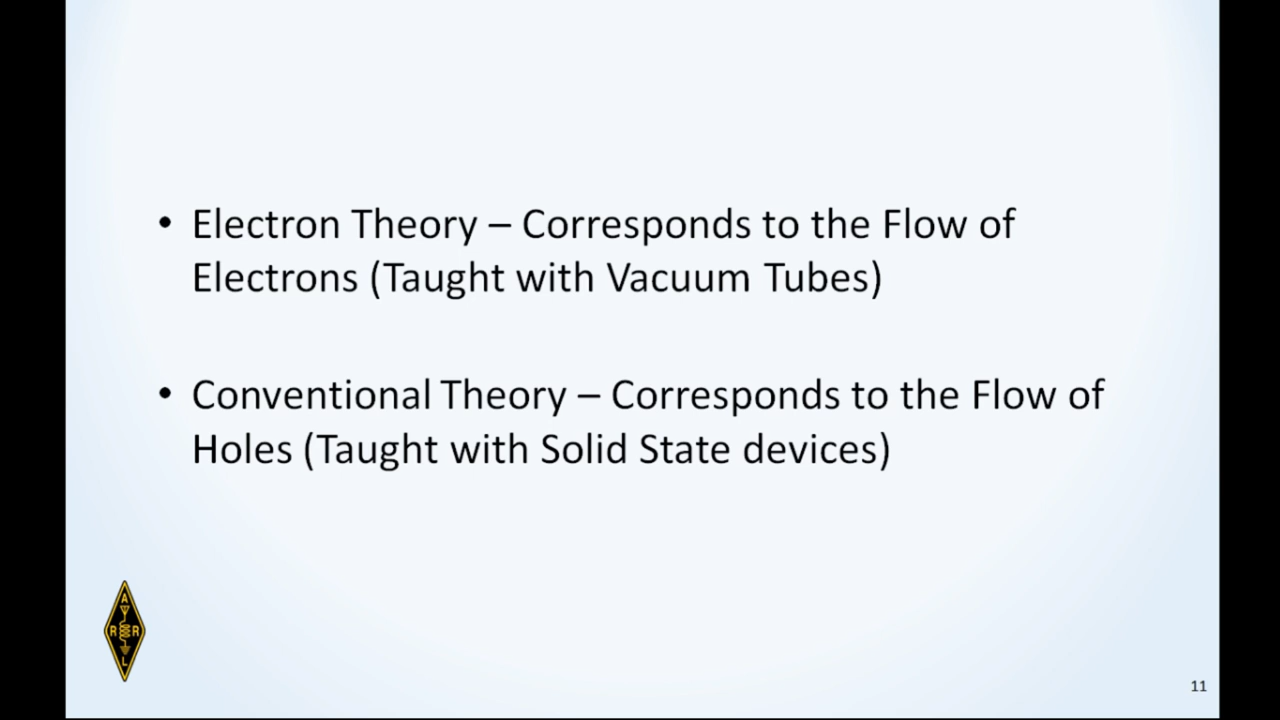 • Electron Theory – Corresponds to the Flow of
Electrons (Taught with Vacuum Tubes)
• Conventional Theory – Corresponds to the Flow of
Holes (Taught with Solid State devices)
A
R R
L
11